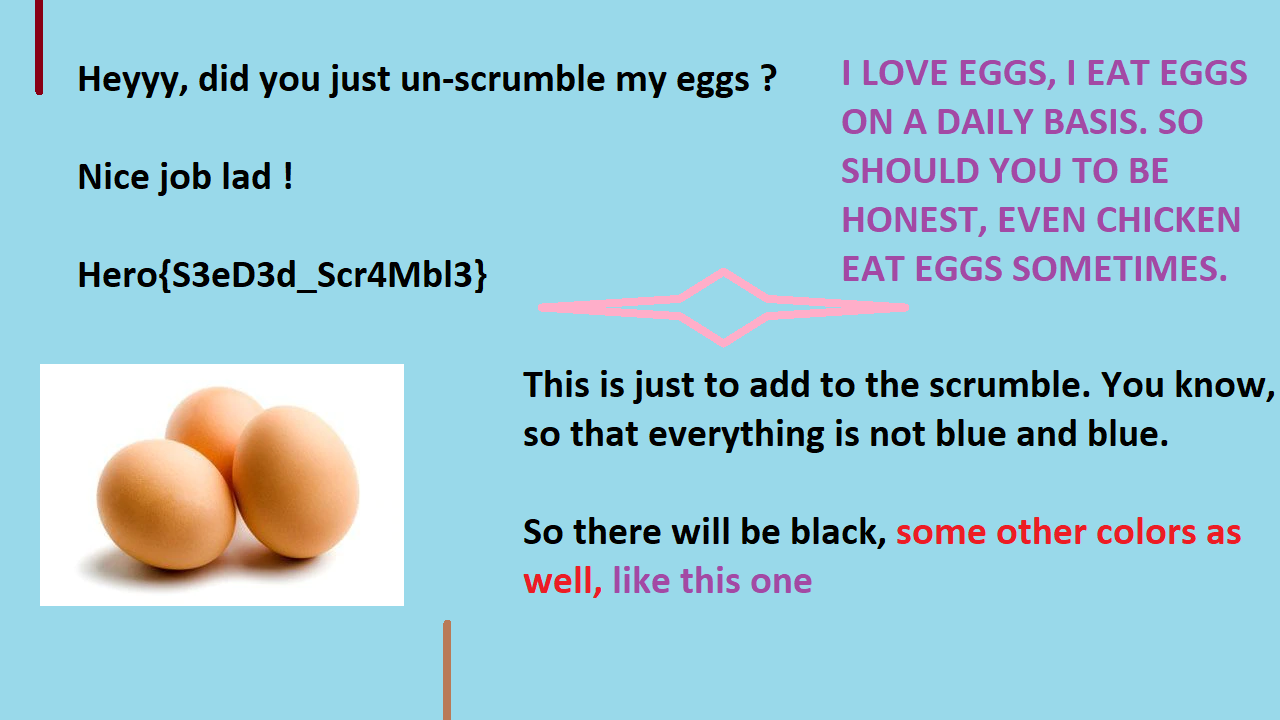 Heyyy, did you just un-scrumble my eggs ?
Nice job lad !
Hero{S3eD3d_Scr4Mbl3}
I LOVE EGGS, I EAT EGGS
ON A DAILY BASIS. SO
SHOULD YOU TO BE
HONEST, EVEN CHICKEN
EAT EGGS SOMETIMES.
This is just to add to the scrumble. You know,
so that everything is not blue and blue.
So there will be black, some other colors as
well, like this one